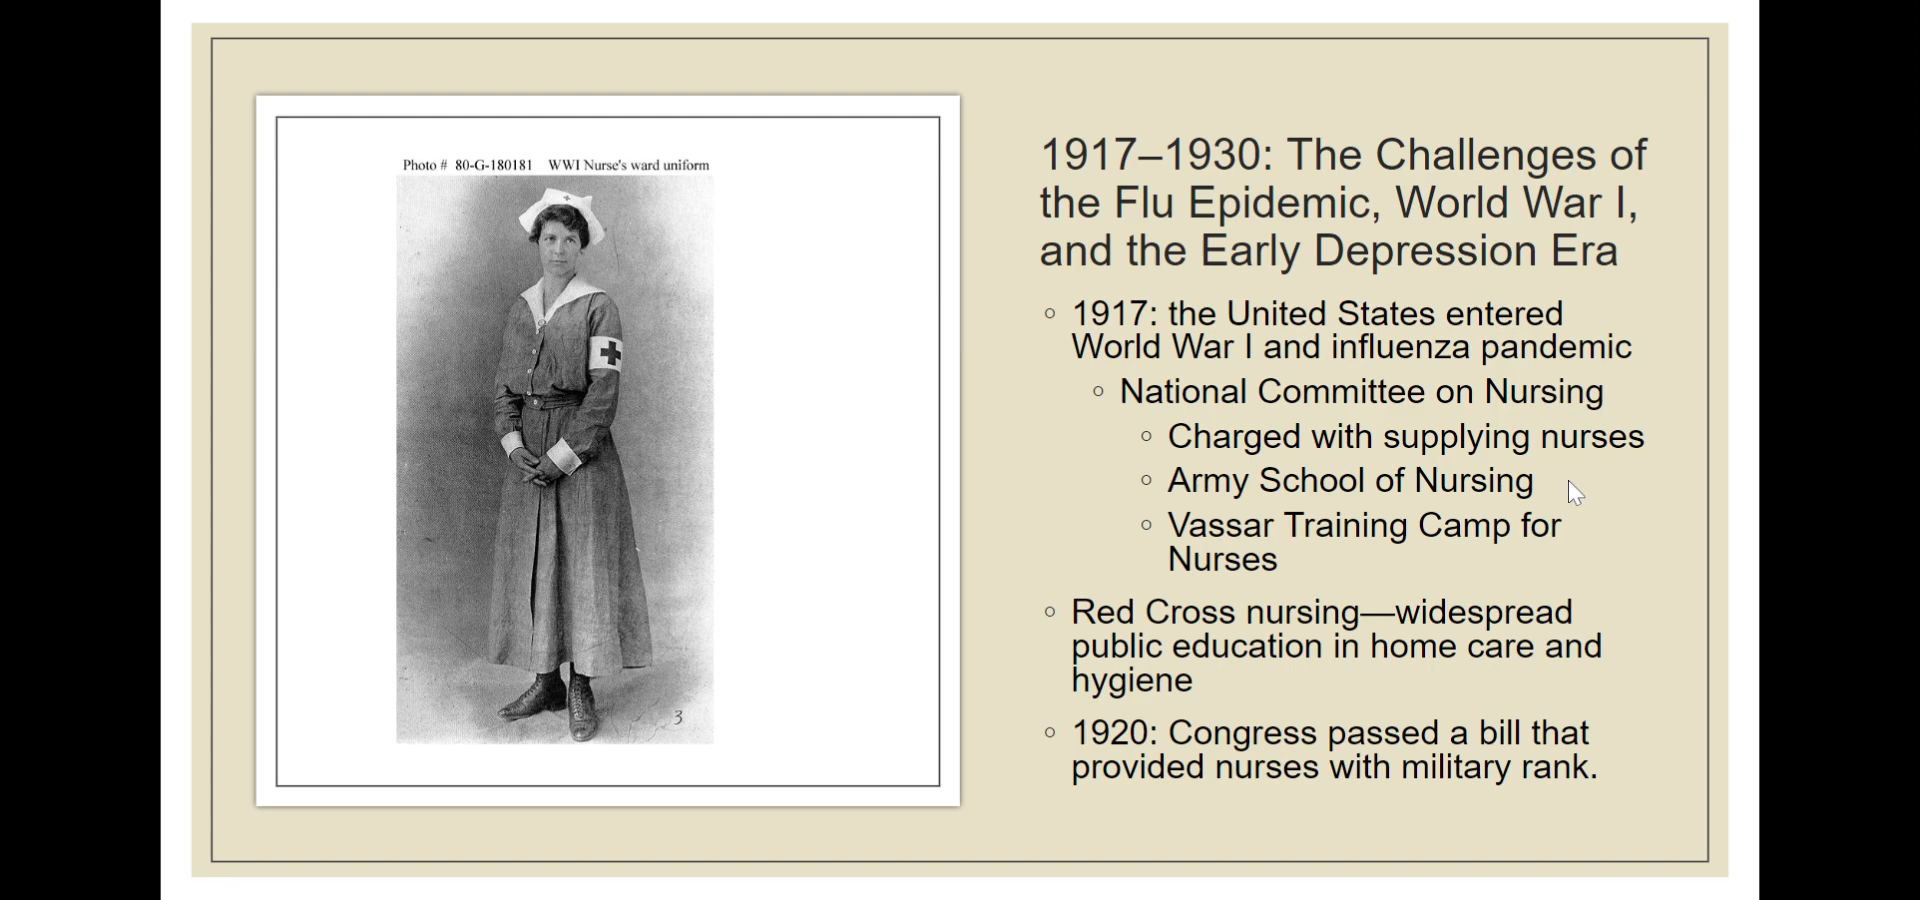 Photo # 80-G-180181 WWI Nurse's ward uniform
3
1917–1930: The Challenges of
the Flu Epidemic, World War I,
and the Early Depression Era
1917: the United States entered
World War I and influenza pandemic
National Committee on Nursing
Charged with supplying nurses
Army School of Nursing
Vassar Training Camp for
Nurses
Red Cross nursing—widespread
public education in home care and
hygiene
1920: Congress passed a bill that
provided nurses with military rank.